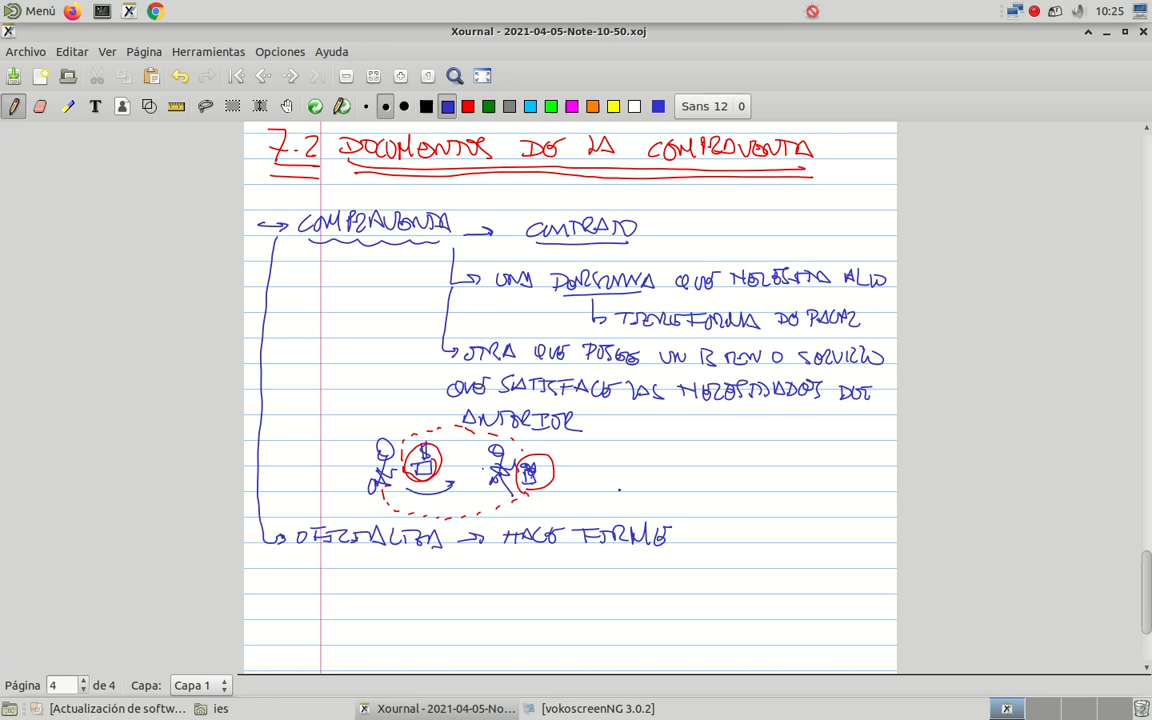 Menú
10:25
Xournal - 2021-04-05-Note-10-50.xoj
Archivo Editar Ver Página Herramientas Opciones Ayuda
Sans 12 0
7.2 DOCUMENTOS DE LA COMPRAVENTA
COMPRAVENTA → CONTRATO
UNA PERSONA QUE NECESITA ALGO
TIENE FORMA DE PAGAR
OTRA QUE POSEE UN BIEN O SERVICIO
QUE SATISFACE LAS NECESIDADES DEL
ANTERIOR
$
OFICIALIZA → HACE FIRME
Página 4 de 4 Capa: Capa 1
[Actualización de softw... ies Xournal - 2021-04-05-No... [vokoscreenNG 3.0.2]